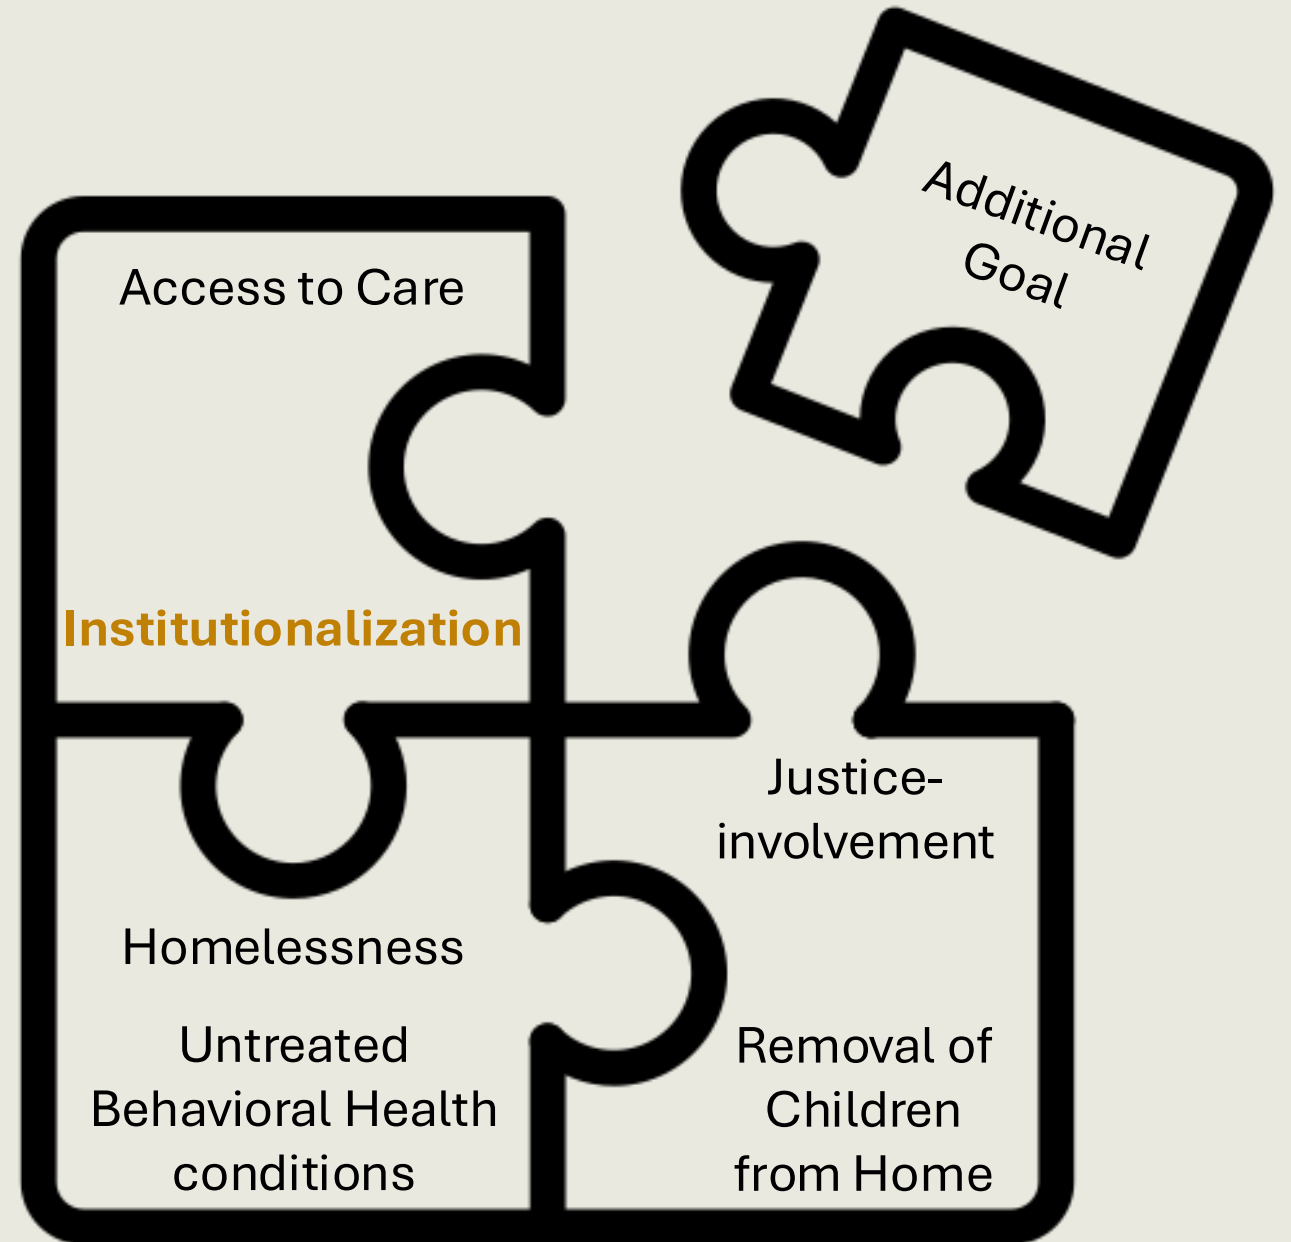 Additional
Goal
Access to Care
Institutionalization
Justice-
involvement
Homelessness
Untreated
Behavioral Health
conditions
Removal of
Children
from Home